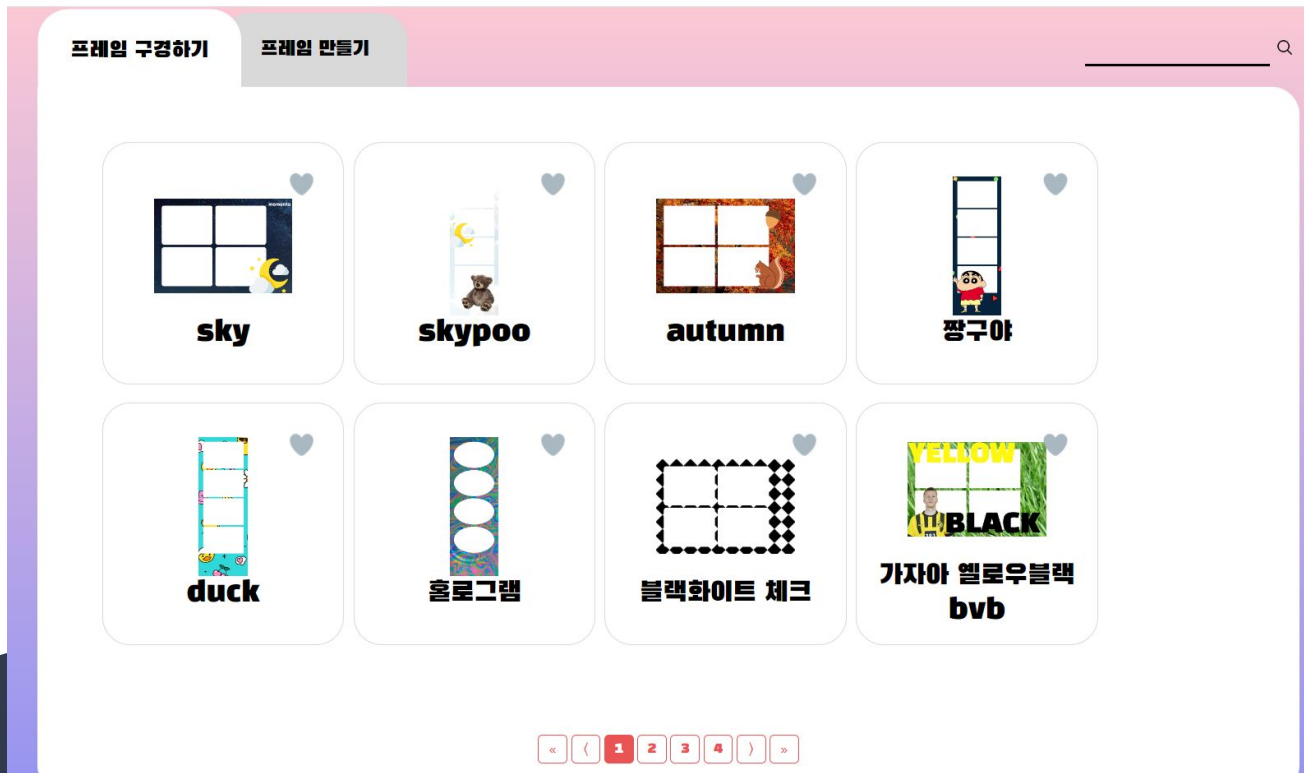 프레임 구경하기
프레임 만들기
momento
sky
skypoo
autumn
짱구야
YELLOW
BLACK
duck
홀로그램
블랙화이트 체크
가자아 옐로우블랙
bvb
« ⟨ 1 2 3 4 ⟩ »